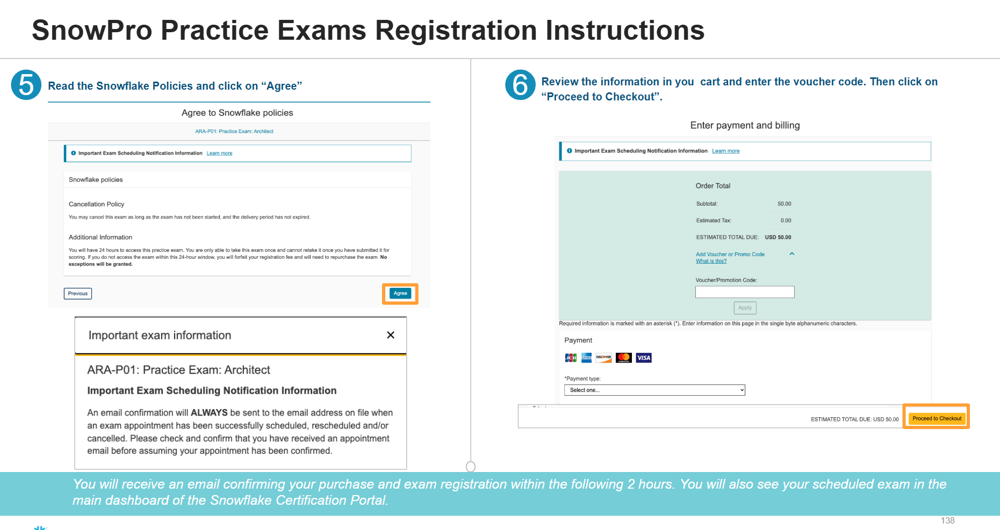 SnowPro Practice Exams Registration Instructions
5
Read the Snowflake Policies and click on “Agree”
Agree to Snowflake policies
ARA-P01: Practice Exam: Architect
Important Exam Scheduling Notification Information Learn more
Snowflake policies
Cancellation Policy
You may cancel this exam as long as the exam has not been started, and the delivery period has not expired.
Additional Information
You will have 24 hours to access this practice exam. You are only able to take this exam once and cannot retake it once you have submitted it for
scoring. If you do not access the exam within this 24-hour window, you will forfeit your registration fee and will need to repurchase the exam. No
exceptions will be granted.
Previous
Agree
Important exam information
ARA-P01: Practice Exam: Architect
Important Exam Scheduling Notification Information
An email confirmation will ALWAYS be sent to the email address on file when
an exam appointment has been successfully scheduled, rescheduled and/or
cancelled. Please check and confirm that you have received an appointment
email before assuming your appointment has been confirmed.
6
Review the information in you cart and enter the voucher code. Then click on
“Proceed to Checkout”.
Enter payment and billing
Important Exam Scheduling Notification Information Learn more
Order Total
Subtotal: 50.00
Estimated Tax: 0.00
ESTIMATED TOTAL DUE: USD 50.00
Add Voucher or Promo Code
What is this?
Voucher/Promotion Code:
Apply
Required information is marked with an asterisk (*). Enter information on this page in the single byte alphanumeric characters.
Payment
JCB AMEX DISCOVER VISA
*Payment type:
Select one...
ESTIMATED TOTAL DUE: USD 50.00
Proceed to Checkout
You will receive an email confirming your purchase and exam registration within the following 2 hours. You will also see your scheduled exam in the
main dashboard of the Snowflake Certification Portal.
138